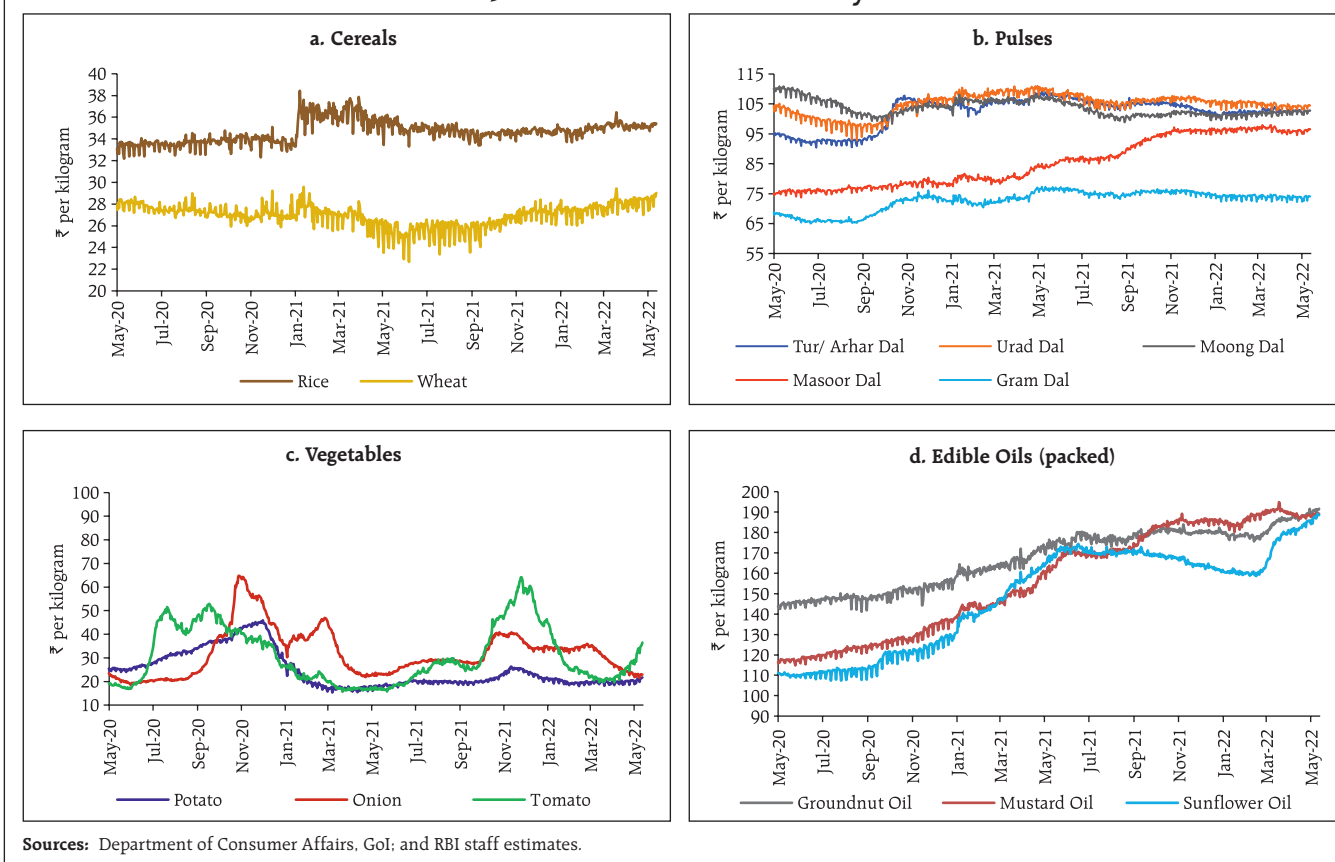 a. Cereals
₹ per kilogram
40
38
36
34
32
30
28
26
24
22
20
May-20
Jul-20
Sep-20
Nov-20
Jan-21
Mar-21
May-21
Jul-21
Sep-21
Nov-21
Jan-22
Mar-22
May-22
Rice
Wheat
b. Pulses
₹ per kilogram
115
105
95
85
75
65
55
May-20
Jul-20
Sep-20
Nov-20
Jan-21
Mar-21
May-21
Jul-21
Sep-21
Nov-21
Jan-22
Mar-22
May-22
Tur/ Arhar Dal
Urad Dal
Moong Dal
Masoor Dal
Gram Dal
c. Vegetables
₹ per kilogram
100
90
80
70
60
50
40
30
20
10
May-20
Jul-20
Sep-20
Nov-20
Jan-21
Mar-21
May-21
Jul-21
Sep-21
Nov-21
Jan-22
Mar-22
May-22
Potato
Onion
Tomato
d. Edible Oils (packed)
₹ per kilogram
200
190
180
170
160
150
140
130
120
110
100
90
May-20
Jul-20
Sep-20
Nov-20
Jan-21
Mar-21
May-21
Jul-21
Sep-21
Nov-21
Jan-22
Mar-22
May-22
Groundnut Oil
Mustard Oil
Sunflower Oil
Sources: Department of Consumer Affairs, GoI; and RBI staff estimates.